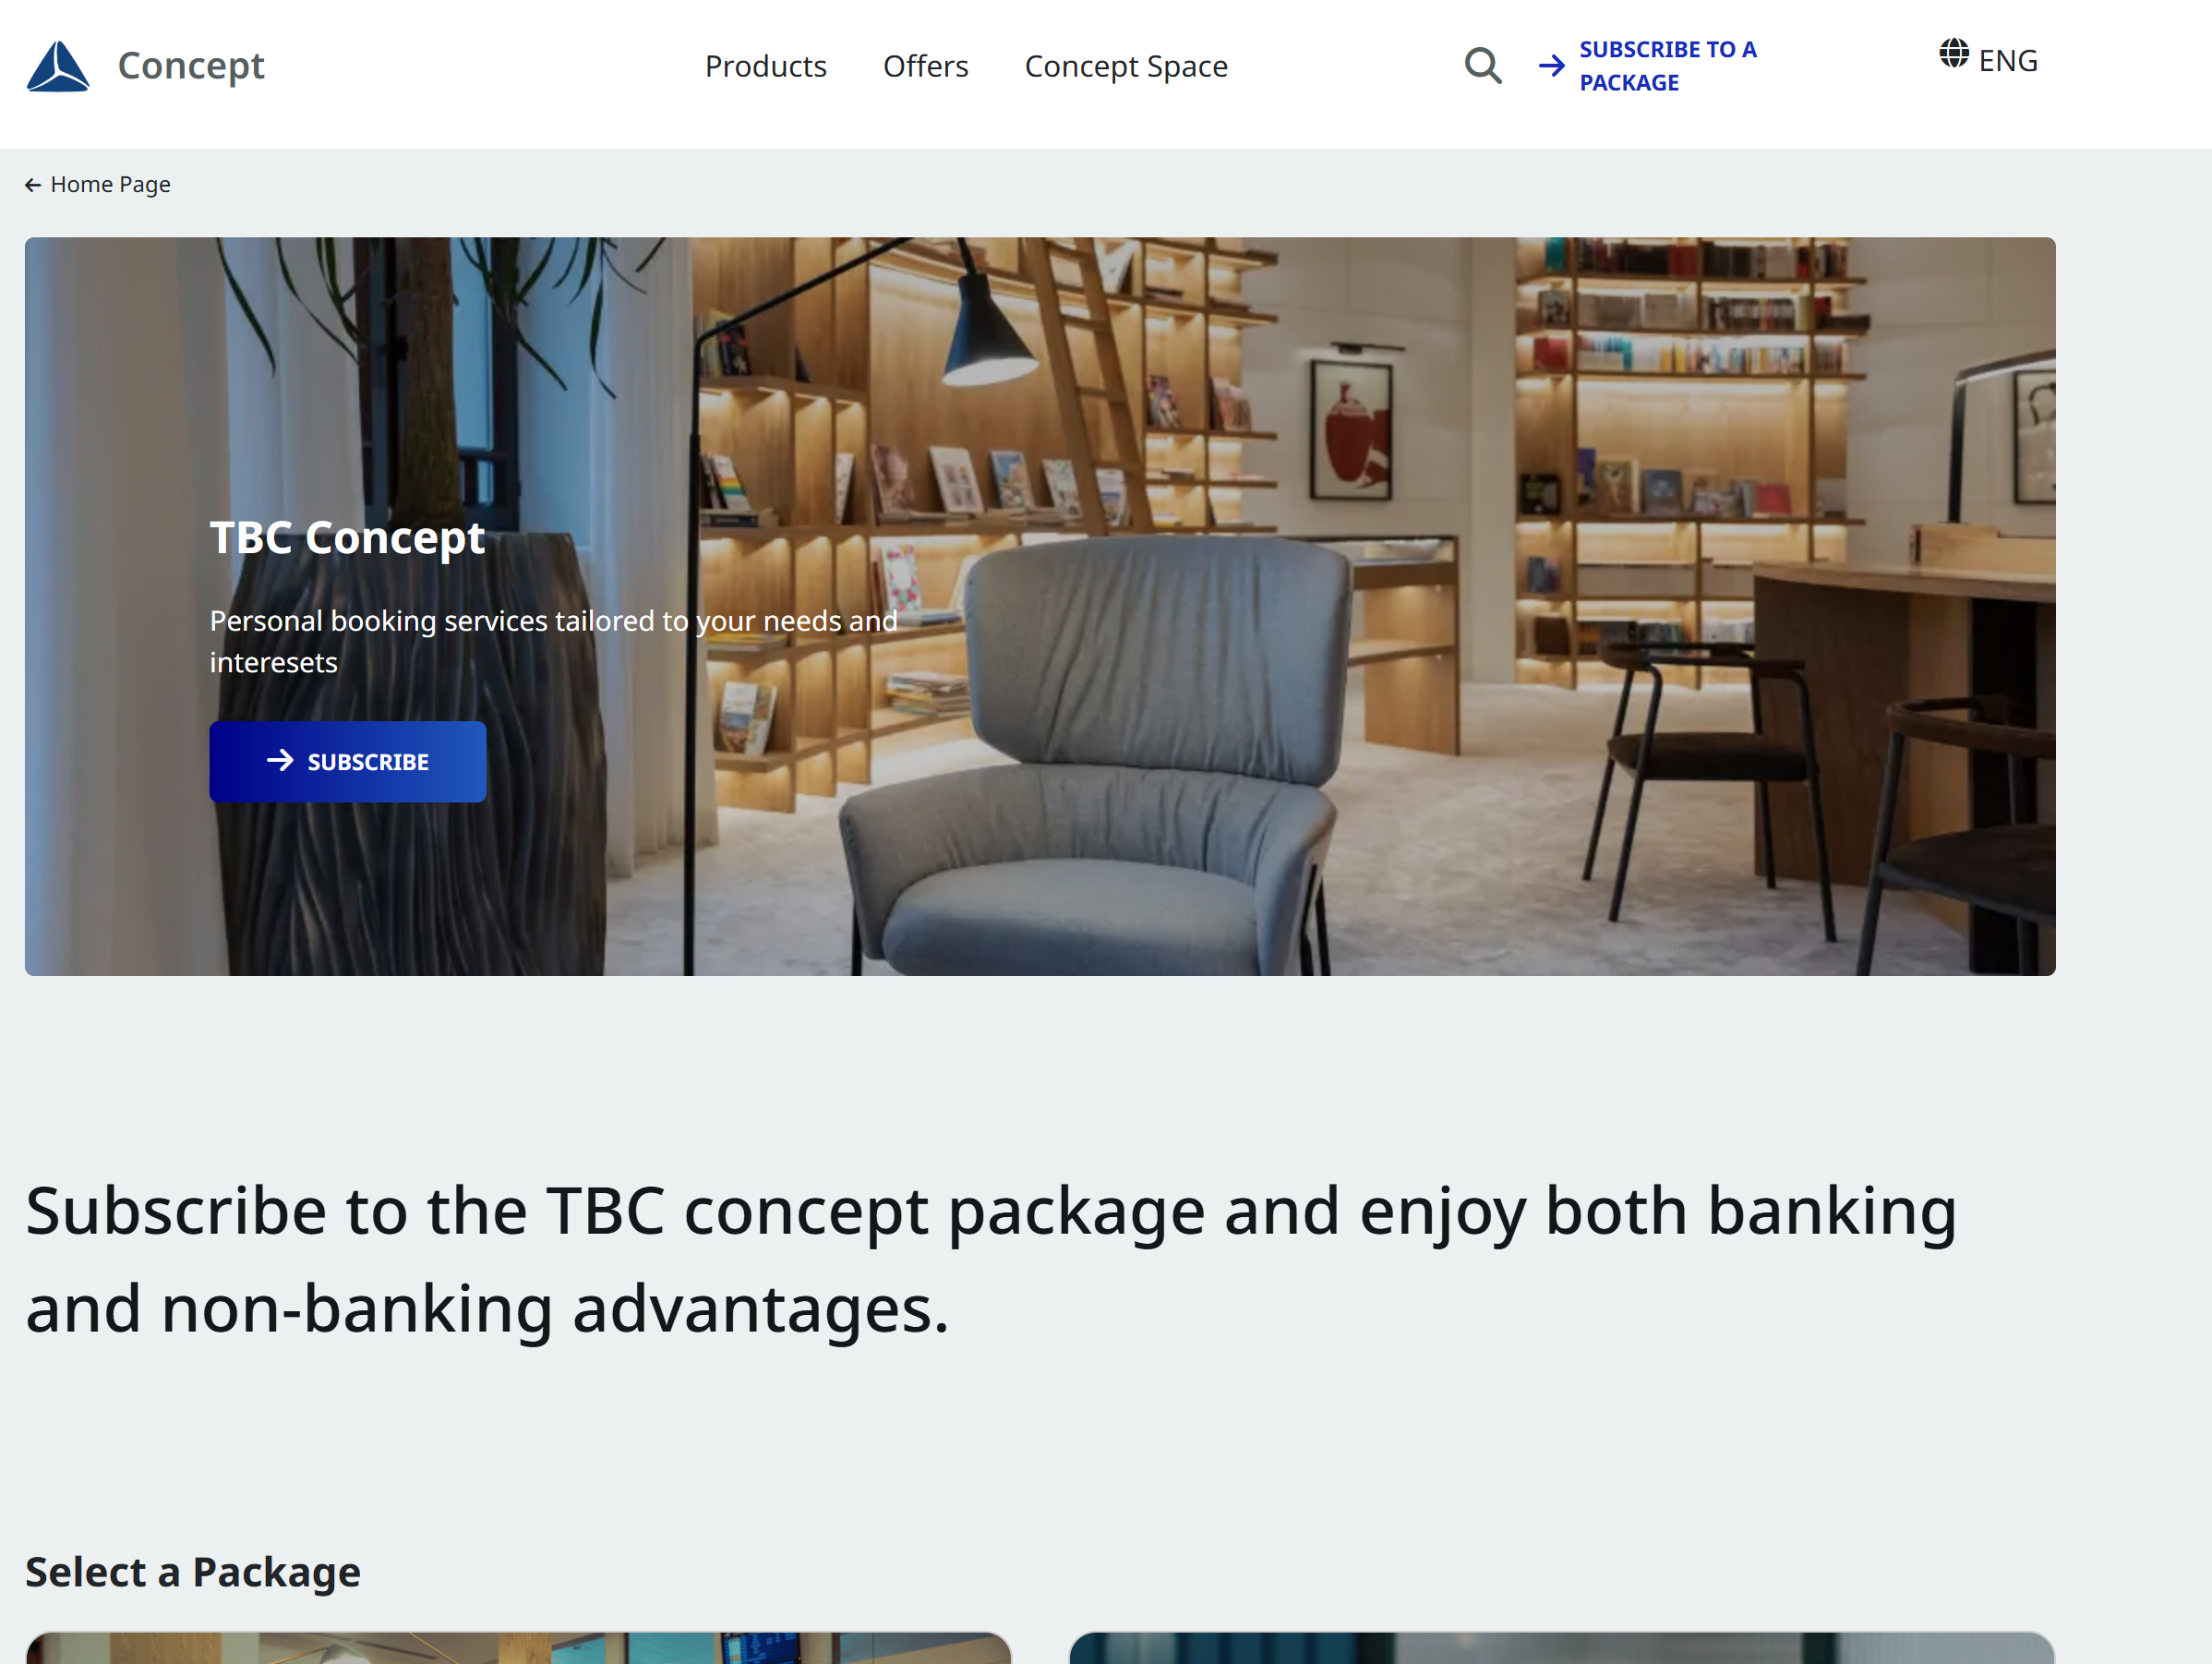 Concept
Products
Offers
Concept Space
SUBSCRIBE TO A
PACKAGE
ENG
Home Page
TBC Concept
Personal booking services tailored to your needs and
interesets
SUBSCRIBE
Subscribe to the TBC concept package and enjoy both banking
and non-banking advantages.
Select a Package